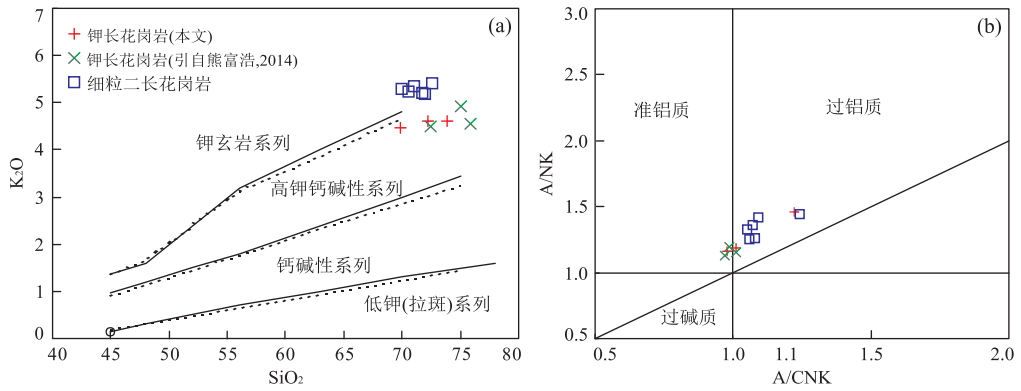 (a)
钾长花岗岩(本文)
钾长花岗岩(引自熊富浩,2014)
细粒二长花岗岩
钾玄岩系列
高钾钙碱性系列
钙碱性系列
低钾(拉斑)系列
7
6
5
4
3
2
1
0
K₂O
40 45 50 55 60 65 70 75 80
SiO₂
(b)
准铝质
过铝质
过碱质
3.0
2.5
2.0
1.5
1.0
0.5
A/NK
0.5 1.0 1.1 1.5 2.0
A/CNK